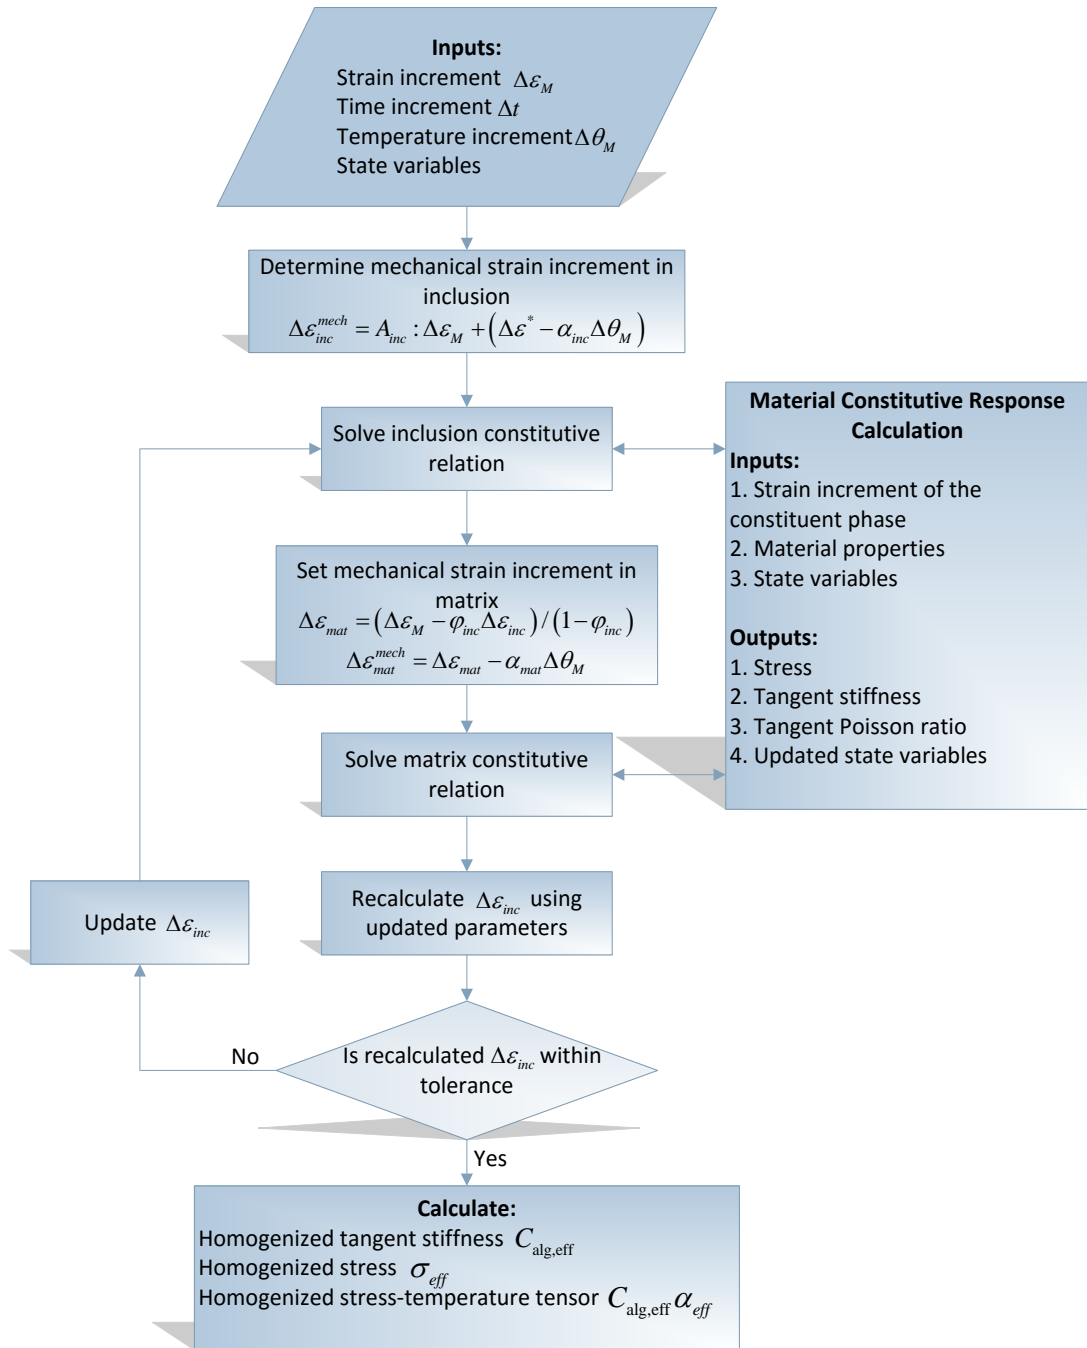 Inputs:
Strain increment Δε_M
Time increment Δt
Temperature increment Δθ_M
State variables
Determine mechanical strain increment in
inclusion
Δε_inc^mech = A_inc : Δε_M + (Δε^* − α_inc Δθ_M)
Solve inclusion constitutive
relation
Material Constitutive Response
Calculation
Inputs:
1. Strain increment of the
constituent phase
2. Material properties
3. State variables
Outputs:
1. Stress
2. Tangent stiffness
3. Tangent Poisson ratio
4. Updated state variables
Set mechanical strain increment in
matrix
Δε_mat = (Δε_M − φ_inc Δε_inc) / (1 − φ_inc)
Δε_mat^mech = Δε_mat − α_mat Δθ_M
Solve matrix constitutive
relation
Recalculate Δε_inc using
updated parameters
Update Δε_inc
No
Is recalculated Δε_inc within
tolerance
Yes
Calculate:
Homogenized tangent stiffness C_alg,eff
Homogenized stress σ_eff
Homogenized stress-temperature tensor C_alg,eff α_eff